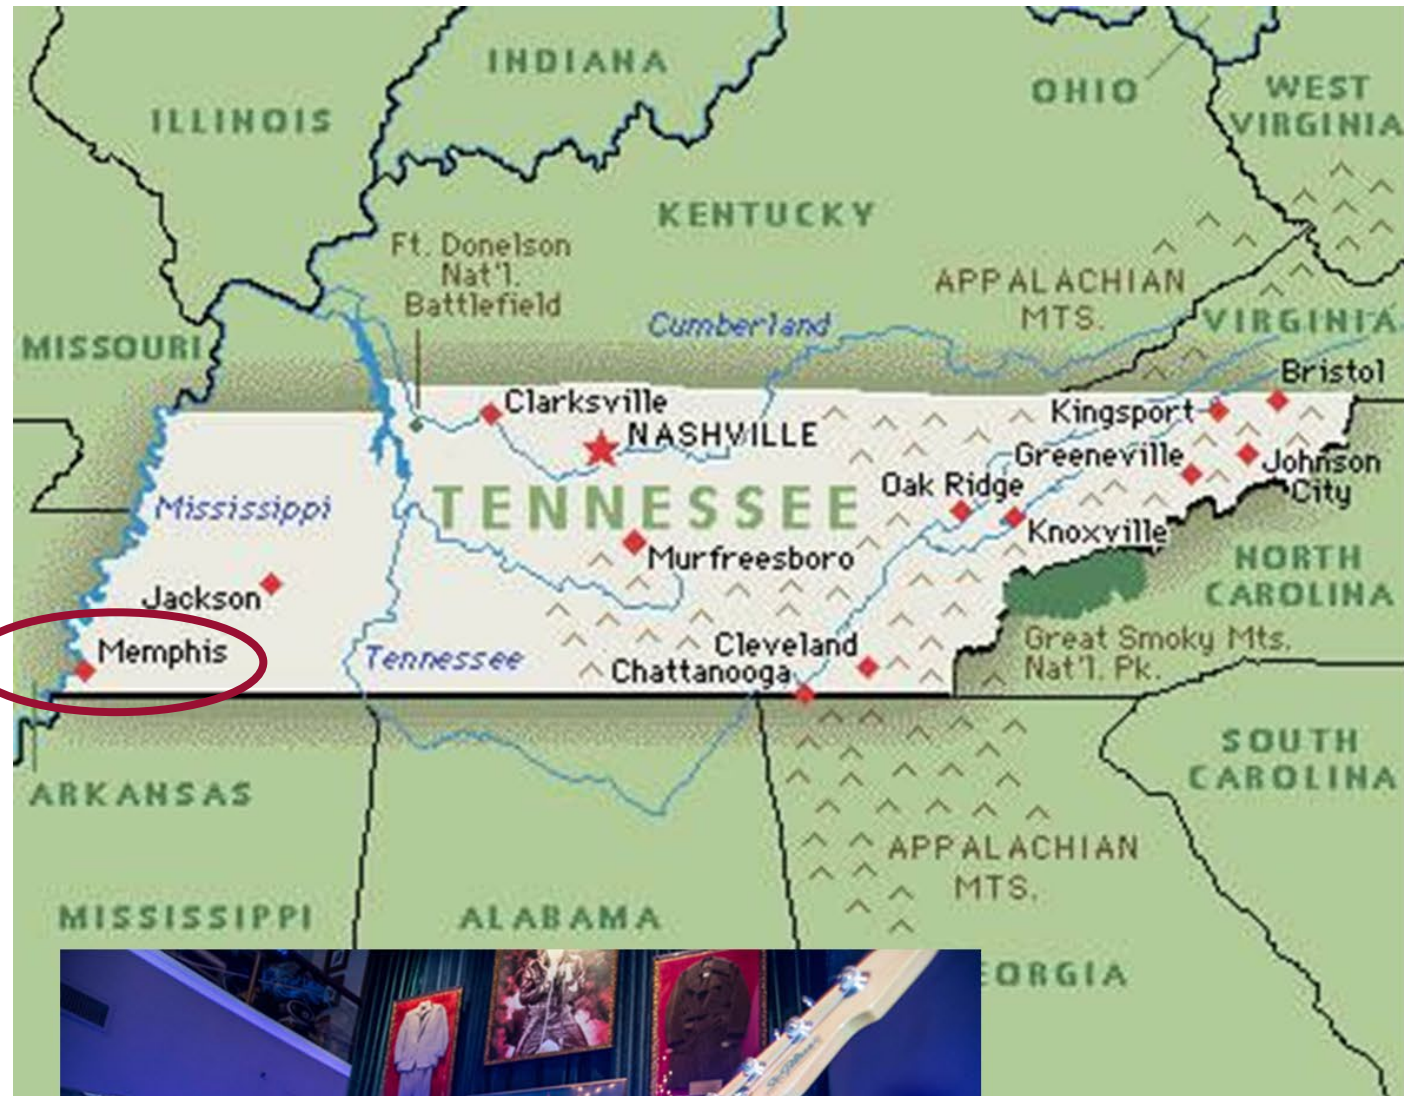 INDIANA
OHIO
WEST
VIRGINIA
ILLINOIS
KENTUCKY
Ft. Donelson
Nat'l.
Battlefield
APPALACHIAN
MTS.
Cumberland
VIRGINIA
MISSOURI
Bristol
Clarksville
Kingsport
NASHVILLE
Greeneville
Johnson
City
Oak Ridge
Mississippi
TENNESSEE
Knoxville
Murfreesboro
NORTH
CAROLINA
Jackson
Memphis
Tennessee
Cleveland
Chattanooga
Great Smoky Mts.
Nat'l. Pk.
SOUTH
CAROLINA
ARKANSAS
APPALACHIAN
MTS.
MISSISSIPPI
ALABAMA
EORGIA